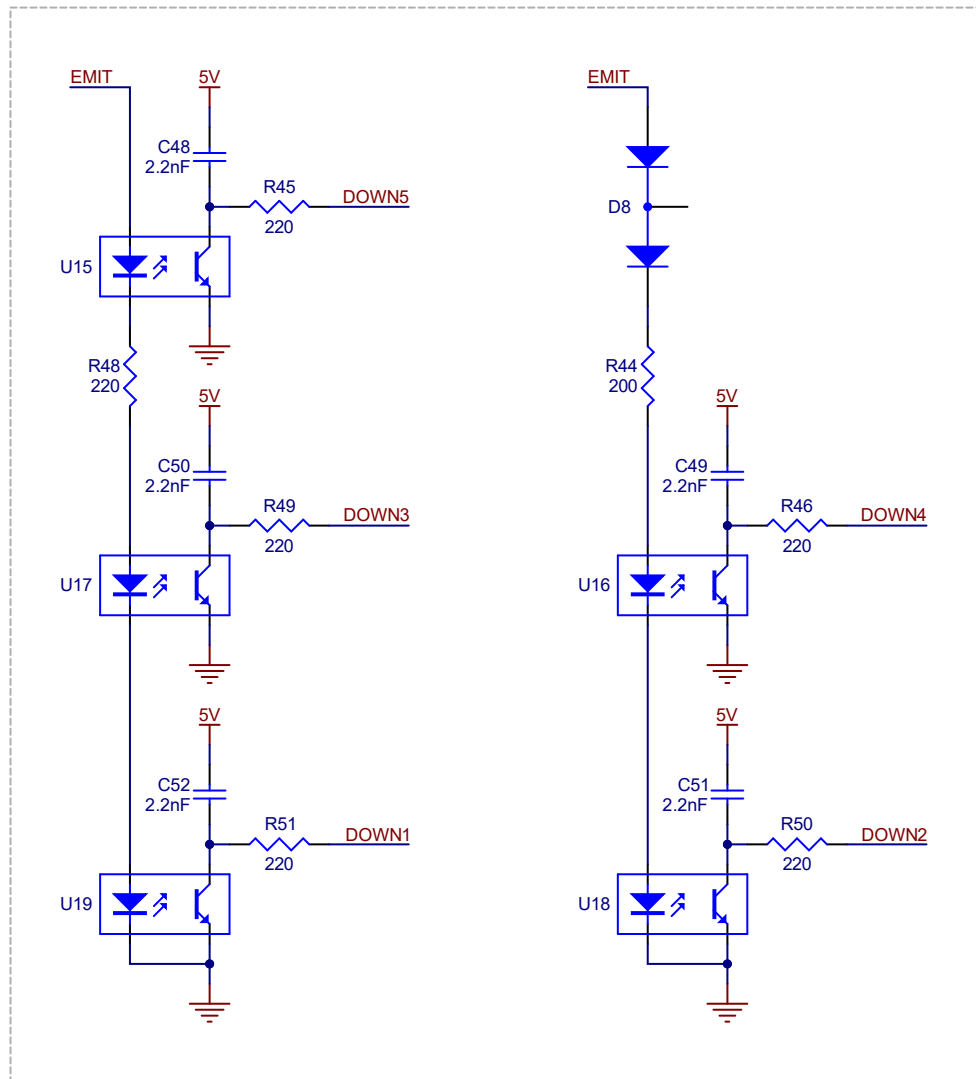 EMIT
5V
C48
2.2nF
R45
DOWN5
220
U15
R48
220
5V
C50
2.2nF
R49
DOWN3
220
U17
5V
C52
2.2nF
R51
DOWN1
220
U19
EMIT
D8
R44
200
5V
C49
2.2nF
R46
DOWN4
220
U16
5V
C51
2.2nF
R50
DOWN2
220
U18